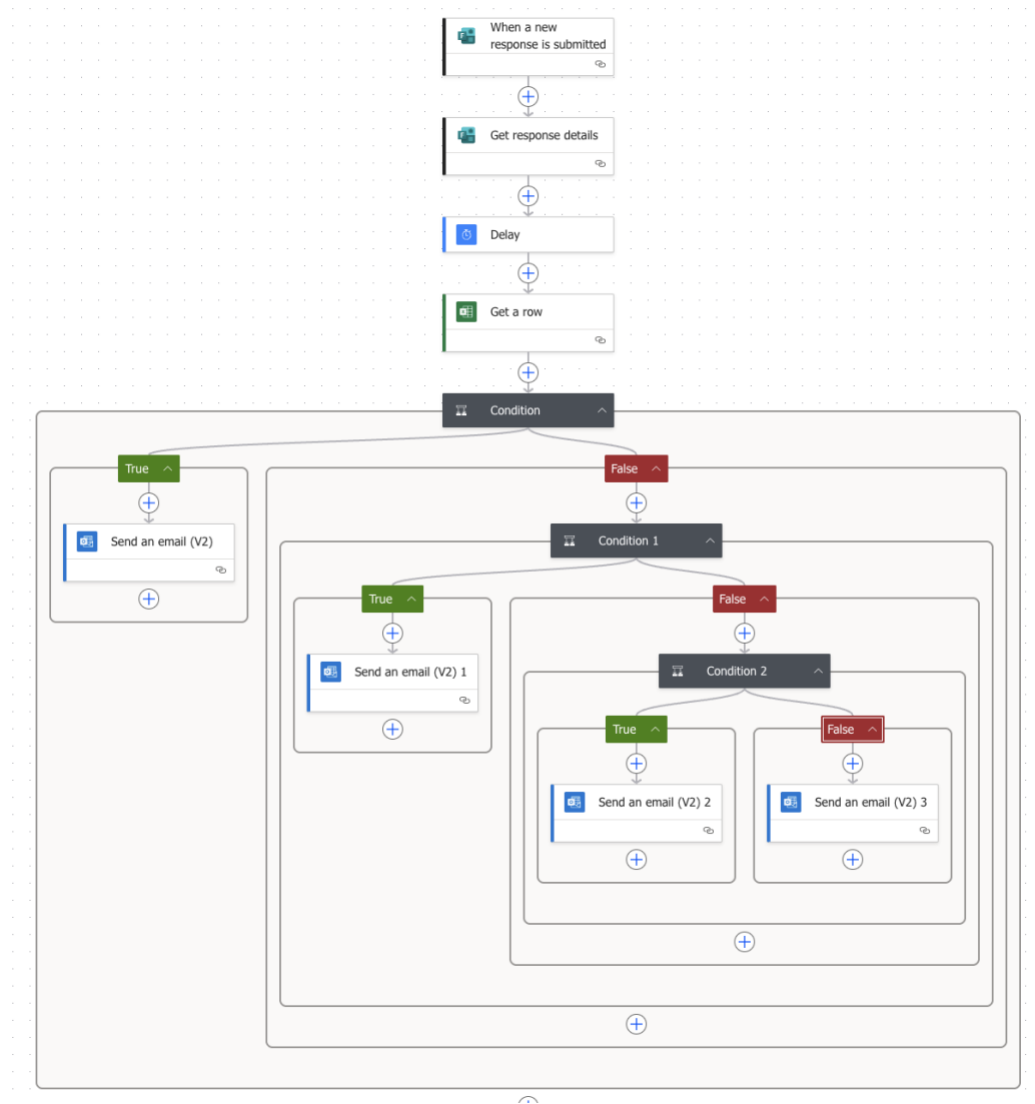 When a new
response is submitted
Get response details
Delay
Get a row
Condition
True
False
Send an email (V2)
Condition 1
True
False
Send an email (V2) 1
Condition 2
True
False
Send an email (V2) 2
Send an email (V2) 3